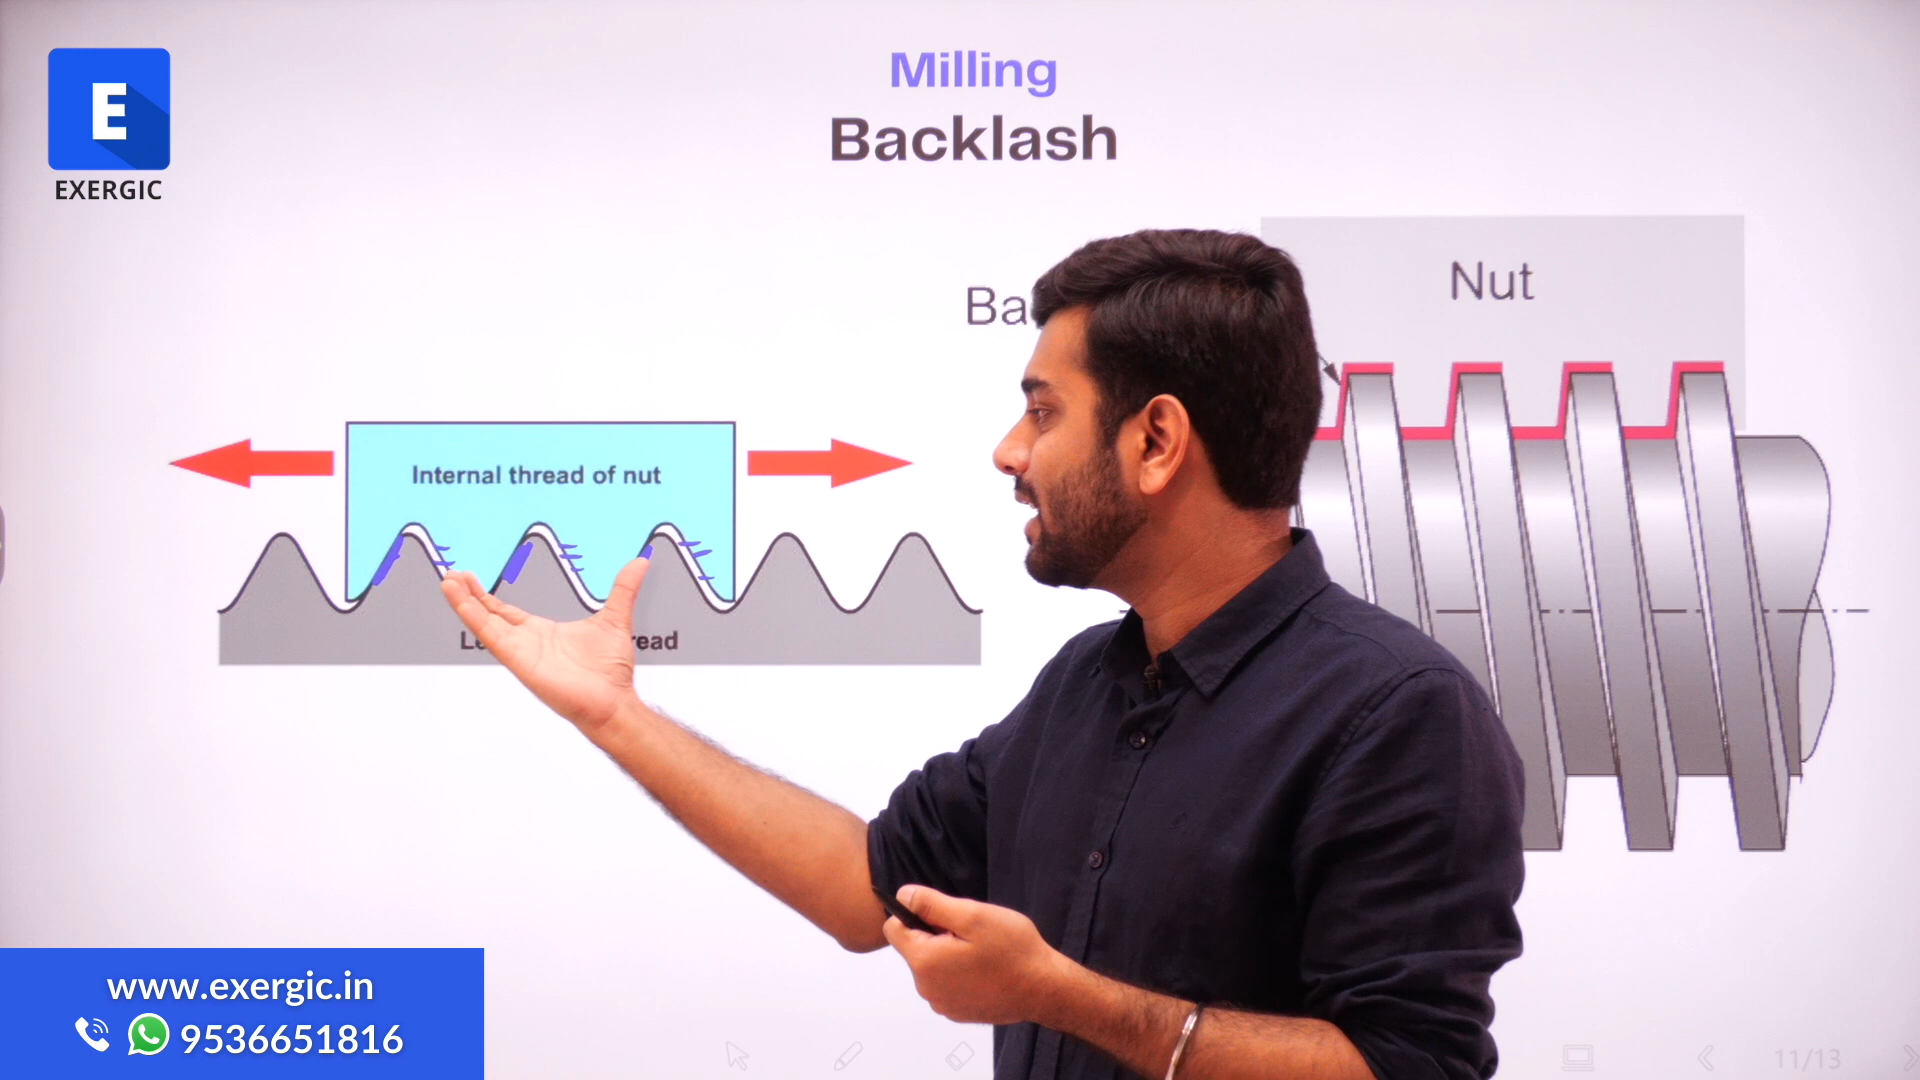 E
EXERGIC
Milling
Backlash
Nut
Internal thread of nut
www.exergic.in
9536651816
11/13